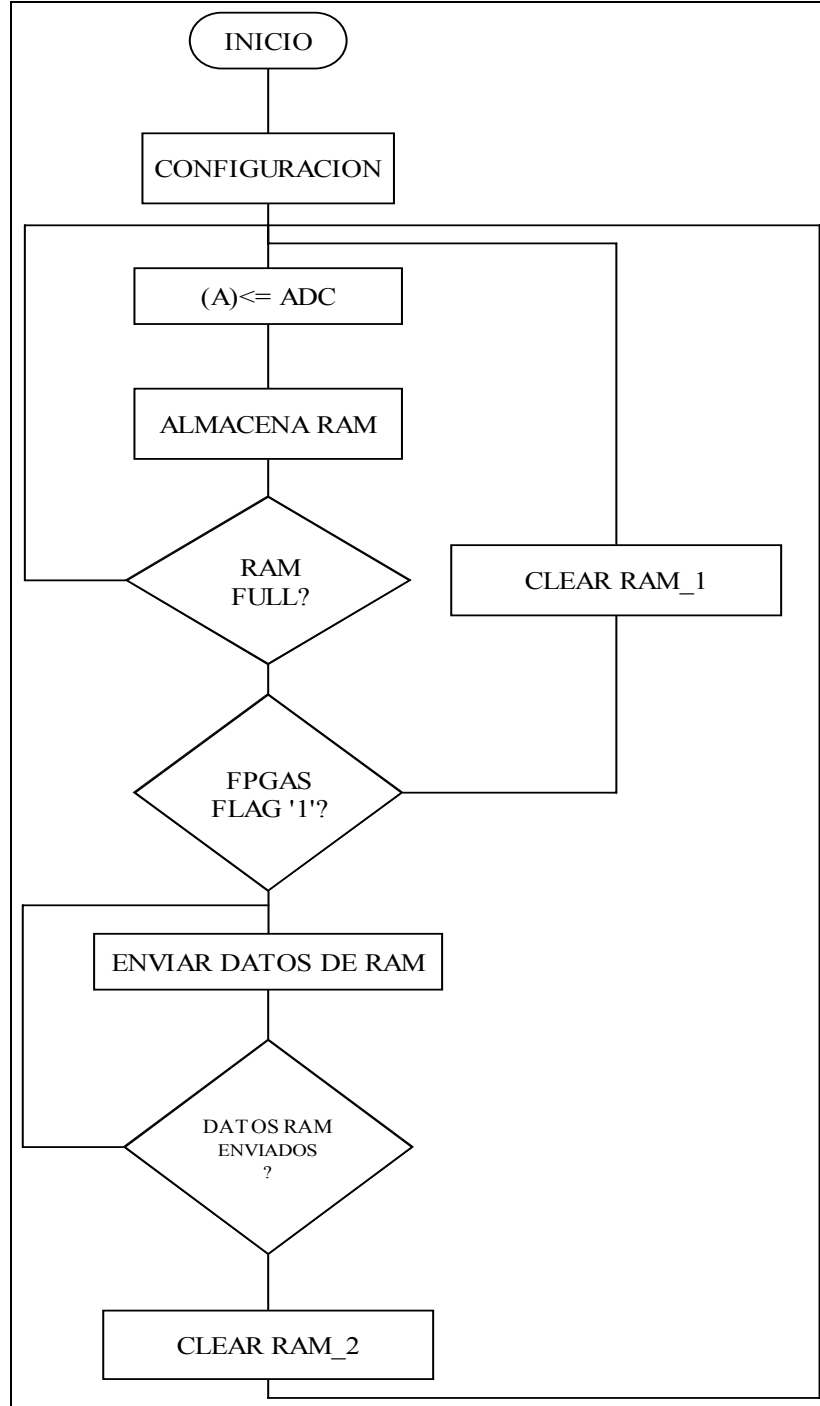 INICIO
CONFIGURACION
(A)<= ADC
ALMACENA RAM
RAM
FULL?
CLEAR RAM_1
FPGAS
FLAG '1'?
ENVIAR DATOS DE RAM
DATOS RAM
ENVIADOS
?
CLEAR RAM_2